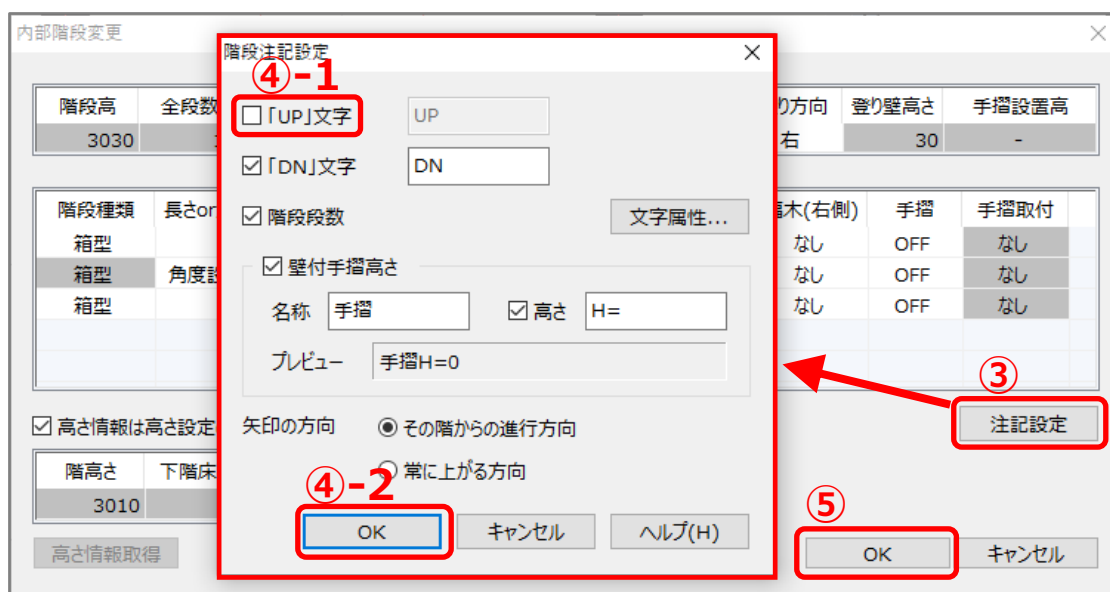 内部階段変更
階段高 全段数
3030
り方向 登り壁高さ 手摺設置高
右 30 -
階段種類 長さor
箱型
箱型 角度設
箱型
木(右側) 手摺 手摺取付
なし OFF なし
なし OFF なし
なし OFF なし
高さ情報は高さ設定
階高さ 下階床
3010
高さ情報取得
階段注記設定
④-1
「UP」文字 UP
「DN」文字 DN
階段段数 文字属性...
壁付手摺高さ
名称 手摺 高さ H=
プレビュー 手摺H=0
矢印の方向 その階からの進行方向
常に上がる方向
④-2
OK キャンセル ヘルプ(H)
③
注記設定
⑤
OK キャンセル